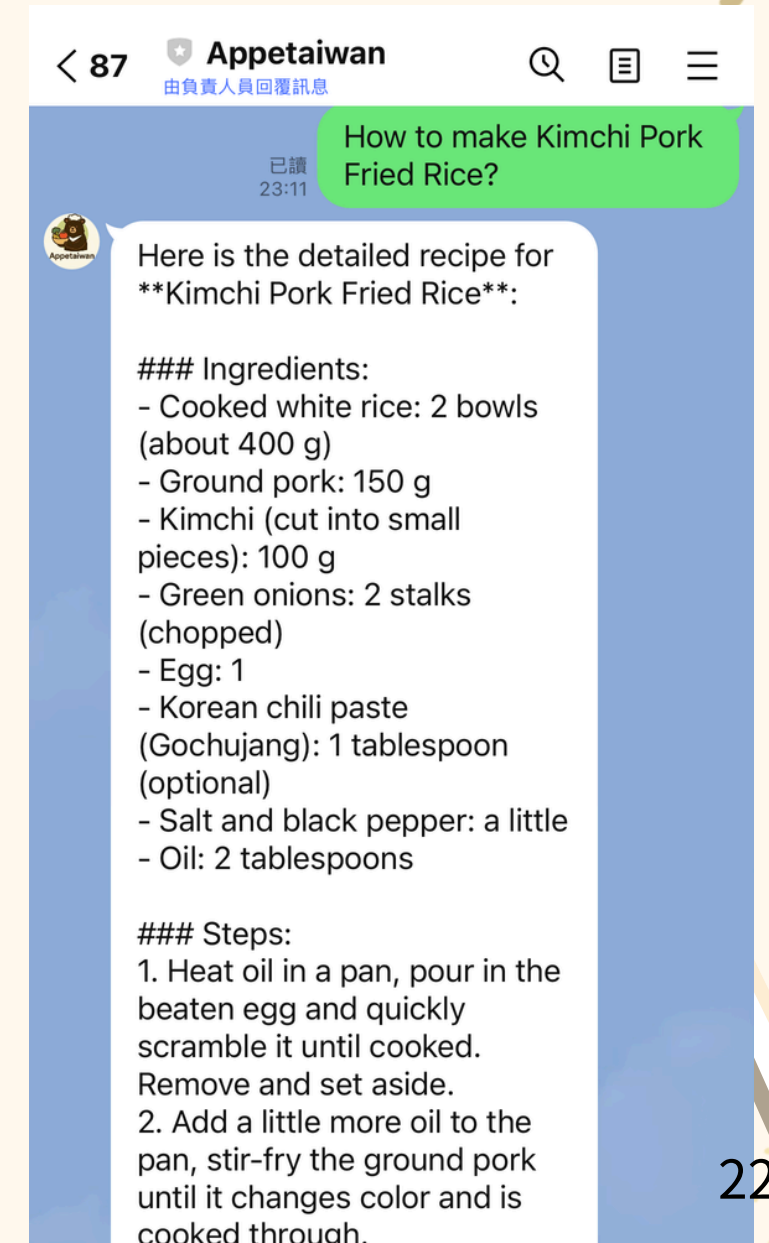 87
Appetaiwan
由負責人員回覆訊息
How to make Kimchi Pork
Fried Rice?
已讀
23:11
Appetaiwan
Here is the detailed recipe for
**Kimchi Pork Fried Rice**:
### Ingredients:
- Cooked white rice: 2 bowls
(about 400 g)
- Ground pork: 150 g
- Kimchi (cut into small
pieces): 100 g
- Green onions: 2 stalks
(chopped)
- Egg: 1
- Korean chili paste
(Gochujang): 1 tablespoon
(optional)
- Salt and black pepper: a little
- Oil: 2 tablespoons
### Steps:
1. Heat oil in a pan, pour in the
beaten egg and quickly
scramble it until cooked.
Remove and set aside.
2. Add a little more oil to the
pan, stir-fry the ground pork
until it changes color and is
cooked through.
22